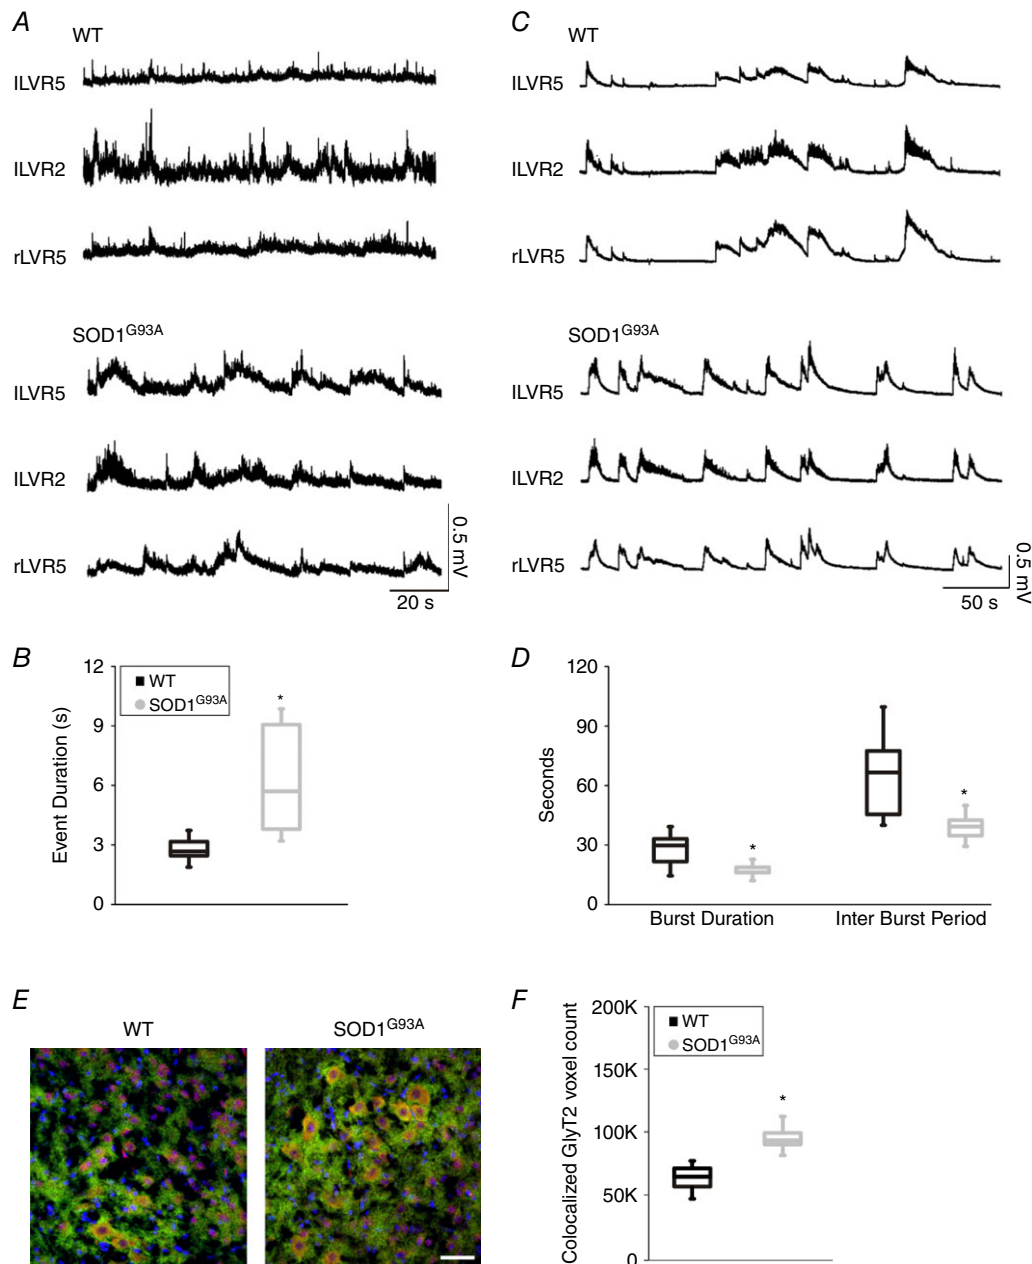 A
WT
lLVR5
lLVR2
rLVR5
SOD1G93A
lLVR5
lLVR2
rLVR5
0.5 mV
20 s
C
WT
lLVR5
lLVR2
rLVR5
SOD1G93A
lLVR5
lLVR2
rLVR5
0.5 mV
50 s
B
Event Duration (s)
12
9
6
3
0
WT
SOD1G93A
*
D
Seconds
120
90
60
30
0
*
*
Burst Duration
Inter Burst Period
E
WT
SOD1G93A
F
Colocalized GlyT2 voxel count
200K
150K
100K
50K
0
WT
SOD1G93A
*